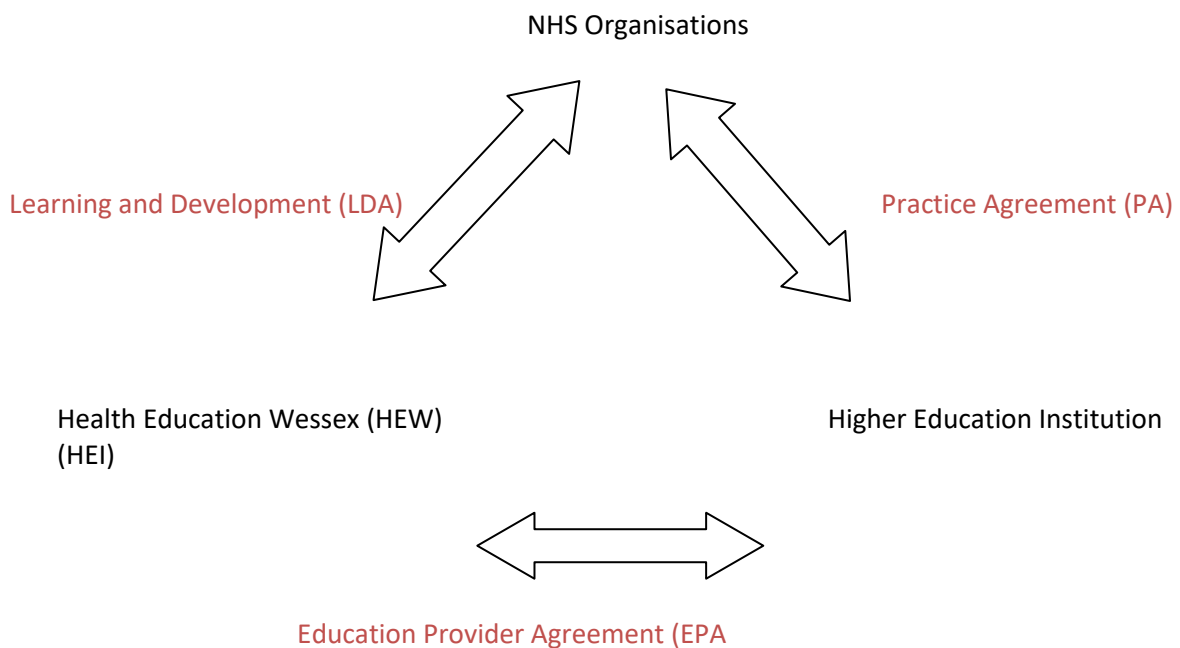 NHS Organisations
Learning and Development (LDA)
Practice Agreement (PA)
Health Education Wessex (HEW)
Higher Education Institution
(HEI)
Education Provider Agreement (EPA